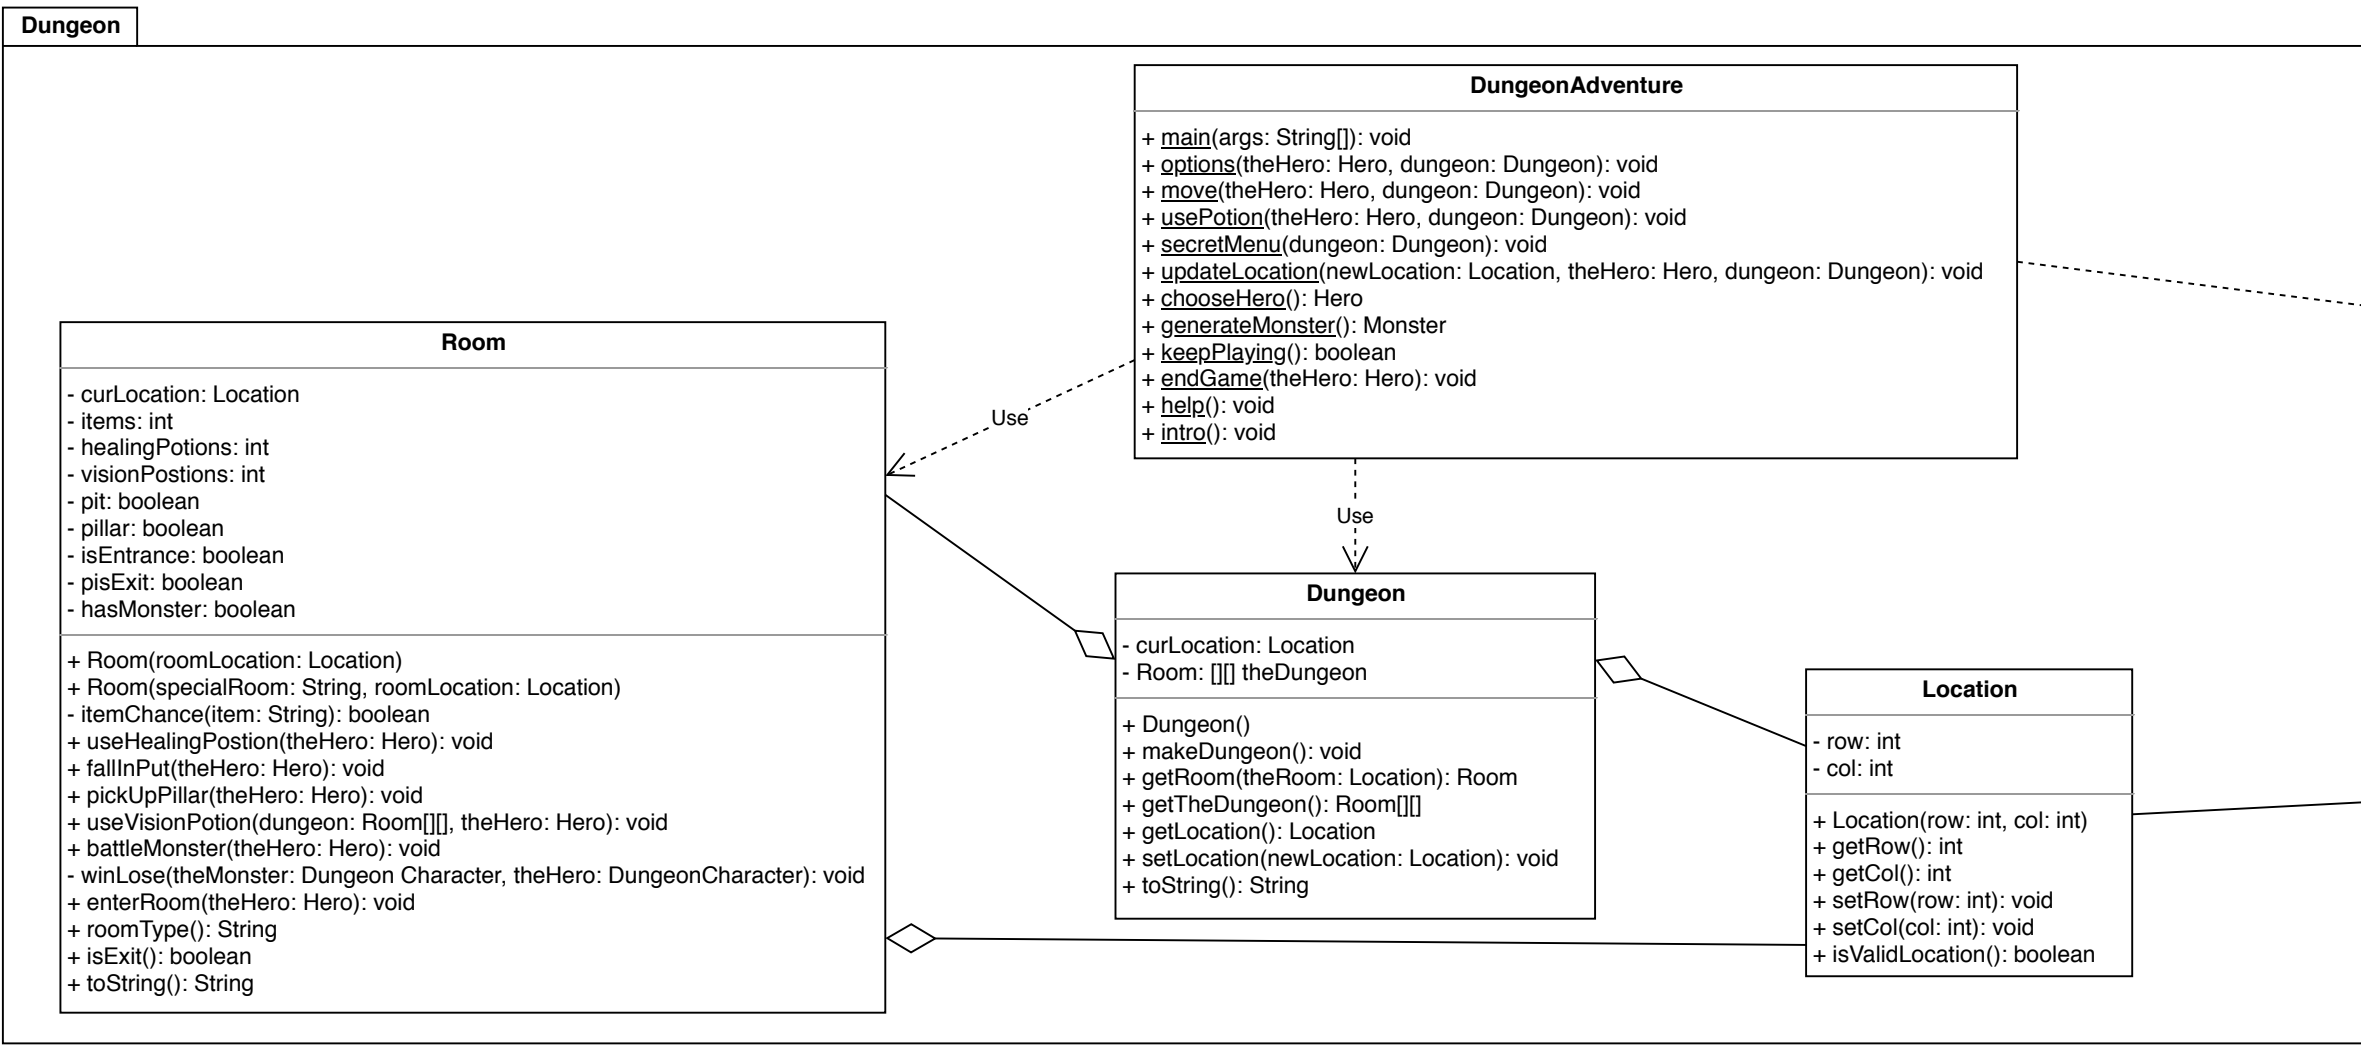 Dungeon
DungeonAdventure
+ main(args: String[]): void
+ options(theHero: Hero, dungeon: Dungeon): void
+ move(theHero: Hero, dungeon: Dungeon): void
+ usePotion(theHero: Hero, dungeon: Dungeon): void
+ secretMenu(dungeon: Dungeon): void
+ updateLocation(newLocation: Location, theHero: Hero, dungeon: Dungeon): void
+ chooseHero(): Hero
+ generateMonster(): Monster
+ keepPlaying(): boolean
+ endGame(theHero: Hero): void
+ help(): void
+ intro(): void
Room
- curLocation: Location
- items: int
- healingPotions: int
- visionPostions: int
- pit: boolean
- pillar: boolean
- isEntrance: boolean
- pisExit: boolean
- hasMonster: boolean
+ Room(roomLocation: Location)
+ Room(specialRoom: String, roomLocation: Location)
- itemChance(item: String): boolean
+ useHealingPostion(theHero: Hero): void
+ fallInPut(theHero: Hero): void
+ pickUpPillar(theHero: Hero): void
+ useVisionPotion(dungeon: Room[][], theHero: Hero): void
+ battleMonster(theHero: Hero): void
- winLose(theMonster: Dungeon Character, theHero: DungeonCharacter): void
+ enterRoom(theHero: Hero): void
+ roomType(): String
+ isExit(): boolean
+ toString(): String
Use
Use
Dungeon
- curLocation: Location
- Room: [][] theDungeon
+ Dungeon()
+ makeDungeon(): void
+ getRoom(theRoom: Location): Room
+ getTheDungeon(): Room[][]
+ getLocation(): Location
+ setLocation(newLocation: Location): void
+ toString(): String
Location
- row: int
- col: int
+ Location(row: int, col: int)
+ getRow(): int
+ getCol(): int
+ setRow(row: int): void
+ setCol(col: int): void
+ isValidLocation(): boolean